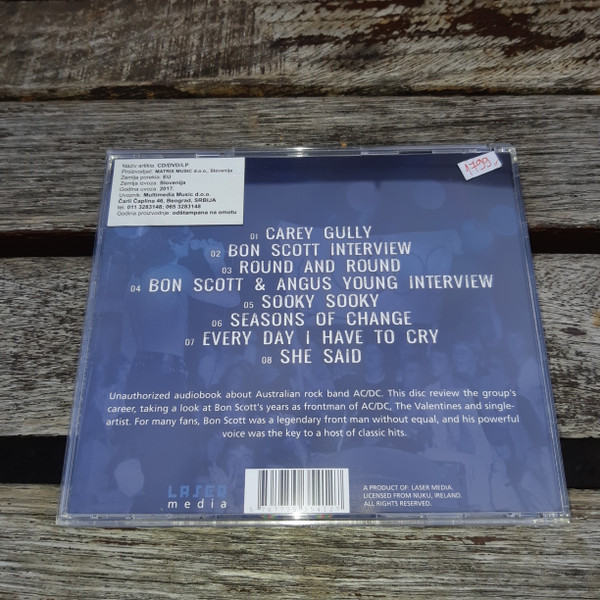 Naziv artikla: CD/DVD/LP
Proizvodjač: MATRIX MUSIC d.o.o, Slovenija
Zemlja porekla: EU
Zemlja izvoza: Slovenija
Godina uvoza: 2017.
Uvoznik: Multimedia Music d.o.o.
Čarli Čaplina 46, Beograd, SRBIJA
tel. 011 3283148; 065 3283148
Godina proizvodnje: odštampana na omotu
1799
01 CAREY GULLY
02 BON SCOTT INTERVIEW
03 ROUND AND ROUND
04 BON SCOTT & ANGUS YOUNG INTERVIEW
05 SOOKY SOOKY
06 SEASONS OF CHANGE
07 EVERY DAY I HAVE TO CRY
08 SHE SAID
Unauthorized audiobook about Australian rock band AC/DC. This disc review the group's
career, taking a look at Bon Scott's years as frontman of AC/DC, The Valentines and single-
artist. For many fans, Bon Scott was a legendary front man without equal, and his powerful
voice was the key to a host of classic hits.
LASER
media
A PRODUCT OF: LASER MEDIA.
LICENSED FROM NUKU, IRELAND.
ALL RIGHTS RESERVED.